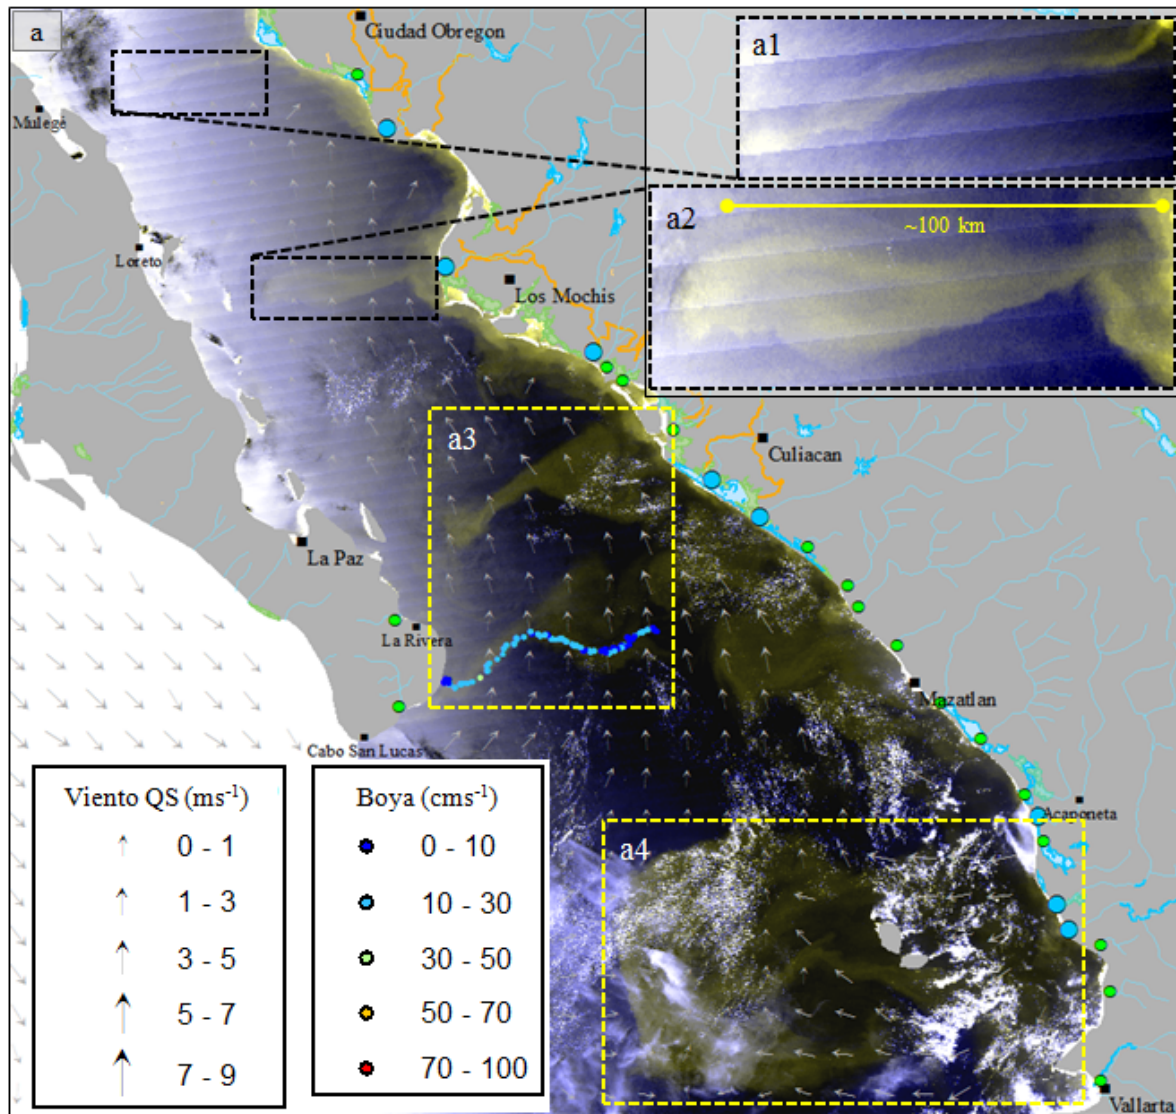 a
Ciudad Obregon
a1
Mulegé
a2
~100 km
Loreto
Los Mochis
a3
Culiacan
La Paz
La Rivera
Mazatlan
Cabo San Lucas
Viento QS (ms-1)
0 - 1
1 - 3
3 - 5
5 - 7
7 - 9
Boya (cms-1)
0 - 10
10 - 30
30 - 50
50 - 70
70 - 100
Acaponeta
a4
Vallarta